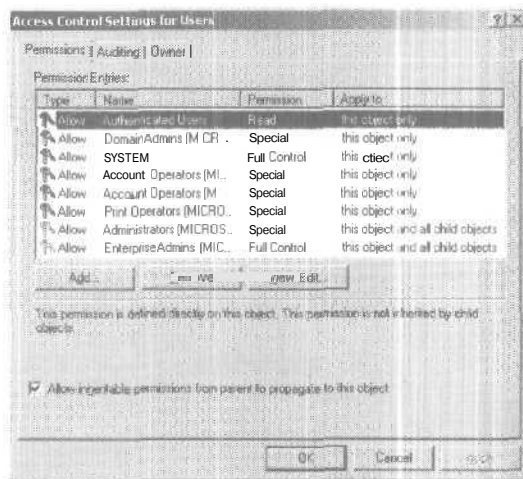 Access Control Settings for Users
Permissions | Auditing | Owner |
Permission Entries:
Type Name Permission Apply to
Allow Authenticated Users Read this object only
Allow DomainAdmins (MICR. Special this object only
Allow SYSTEM Full Control this ctiect only
Allow Account Operators (MI... Special this object only
Allow Account Operators (M Special this object only
Allow Print Operators (MICRO... Special this object only
Allow Administrators (MICROS... Special this object and all child objects
Allow EnterpriseAdmins (MIC... Full Control this object and all child objects
Add... Edit...
This permission is defined directly on this object. This permission is not inherited by child
objects.
Allow inheritable permissions from parent to propagate to this object
OK Cancel